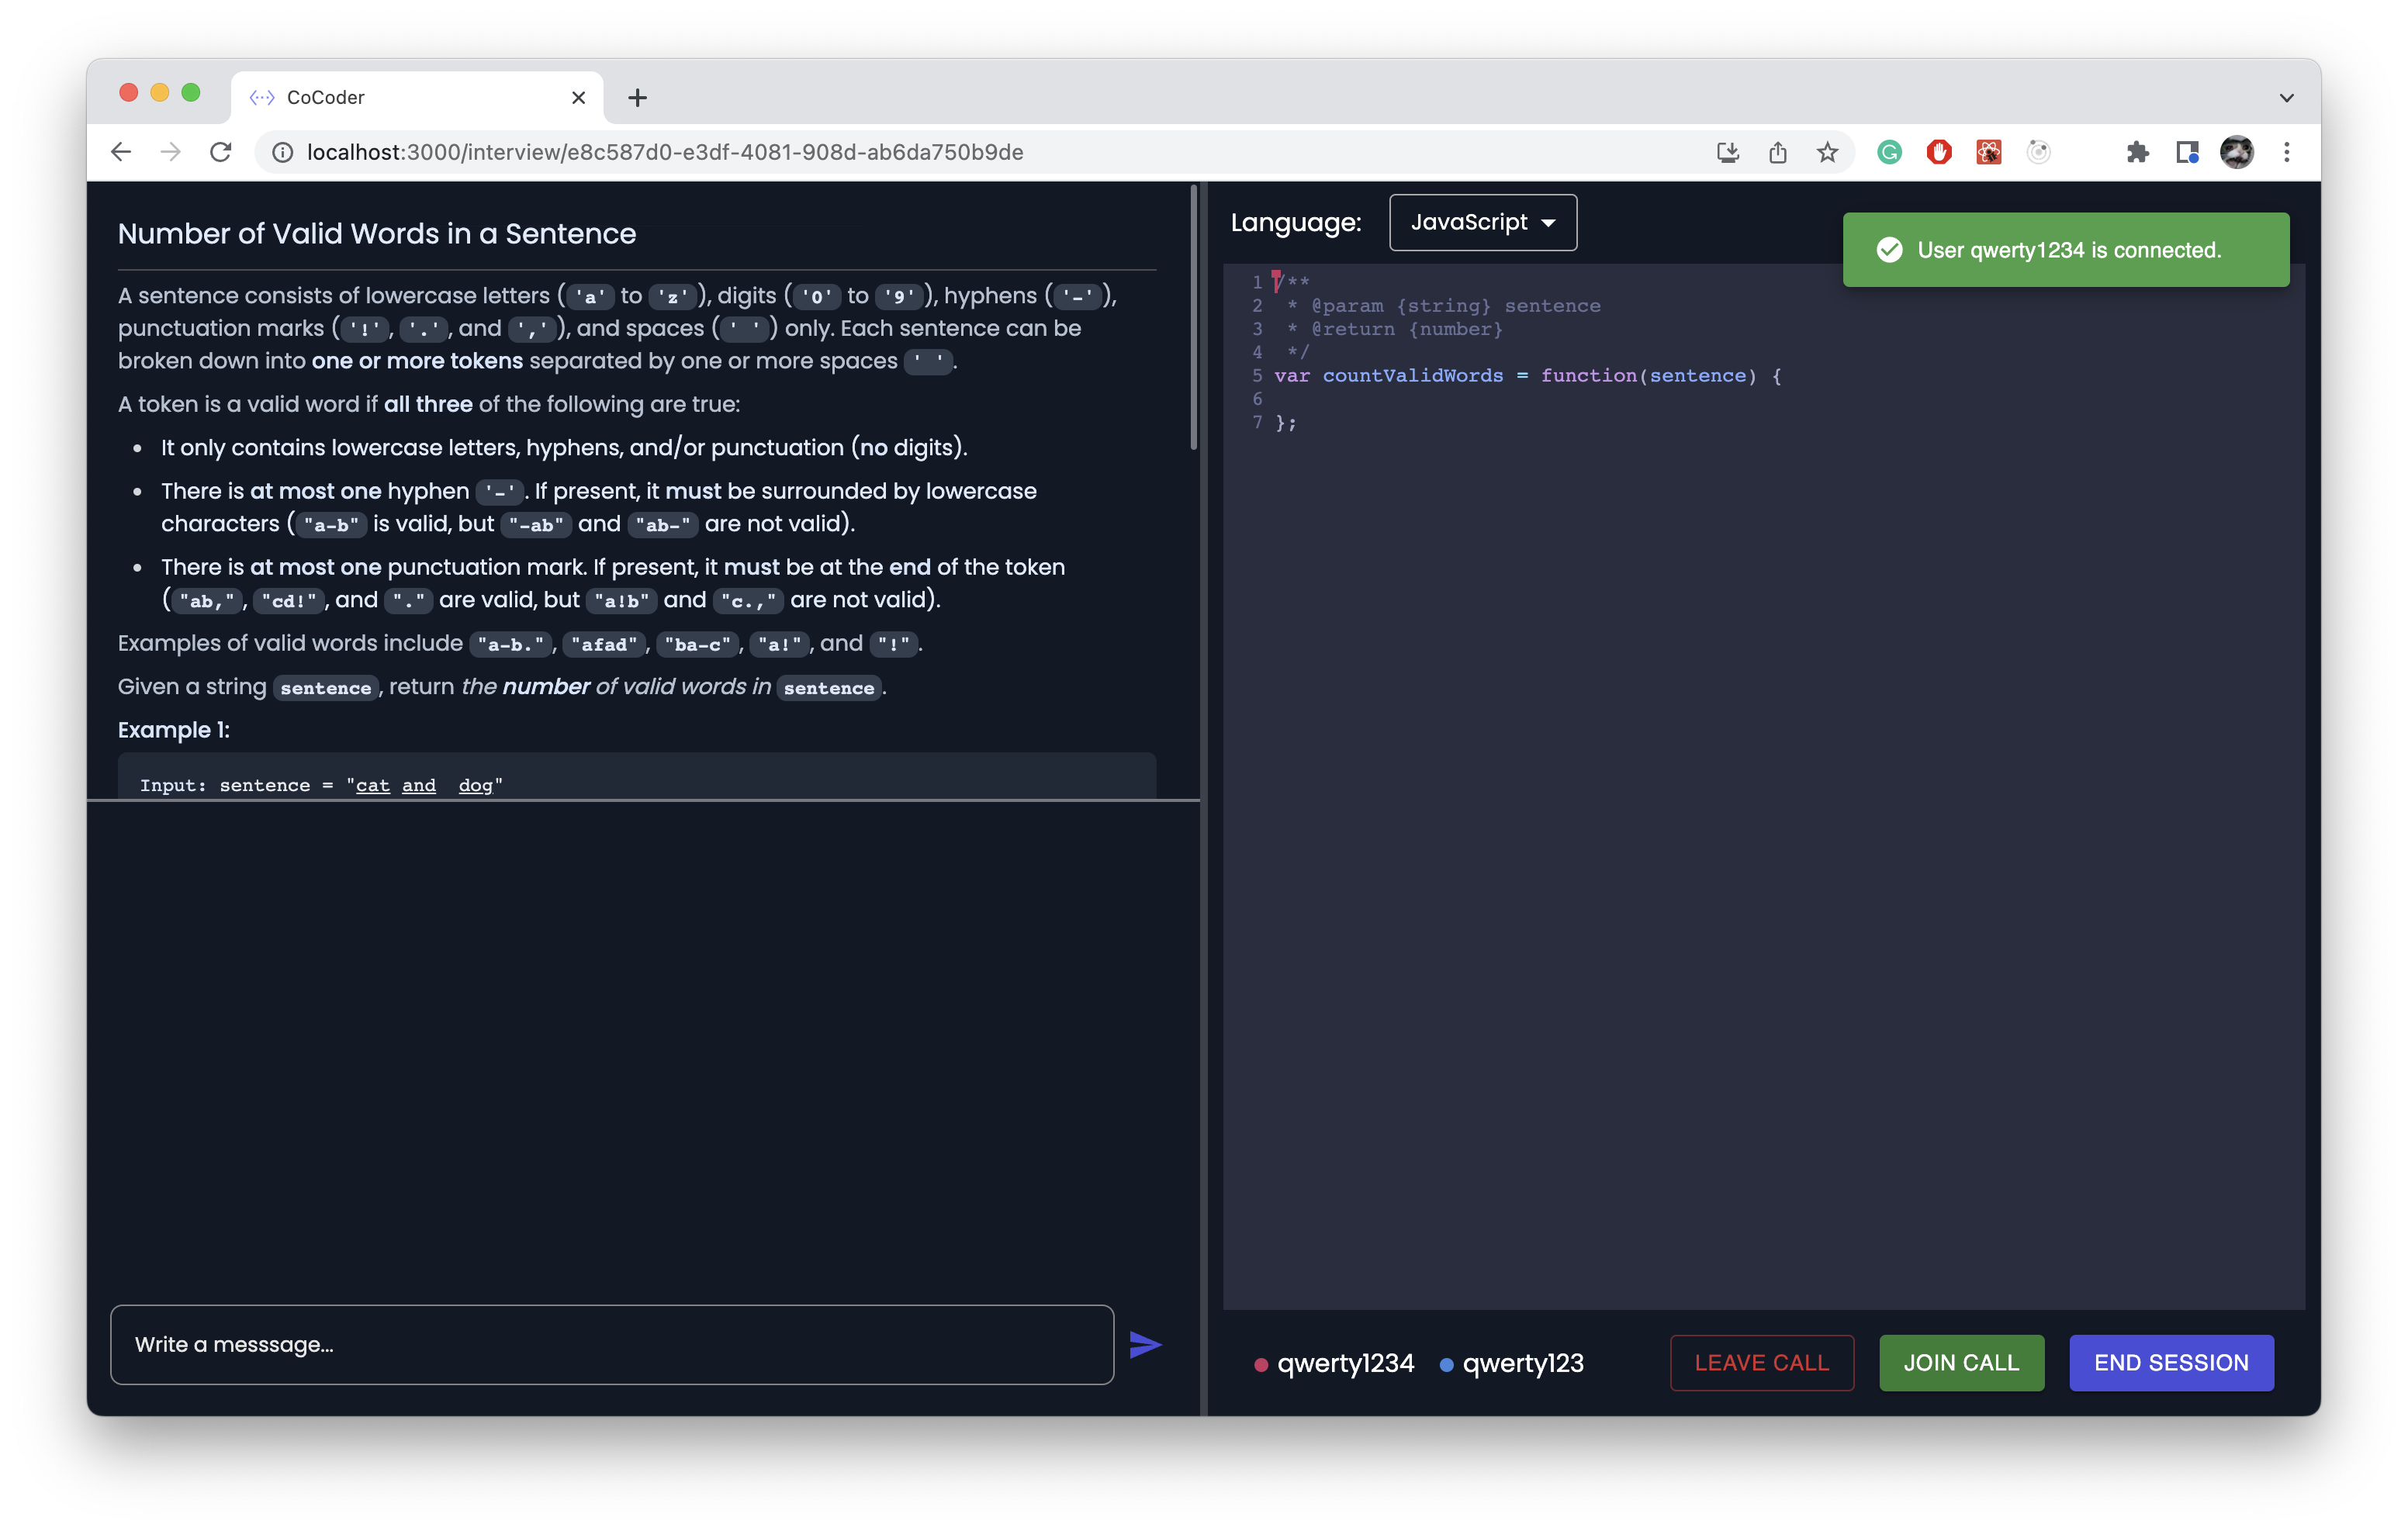 CoCoder
localhost:3000/interview/e8c587d0-e3df-4081-908d-ab6da750b9de
Number of Valid Words in a Sentence
A sentence consists of lowercase letters ('a' to 'z'), digits ('0' to '9'), hyphens ('-'),
punctuation marks ('!', '.', and ','), and spaces (' ') only. Each sentence can be
broken down into one or more tokens separated by one or more spaces ' '.
A token is a valid word if all three of the following are true:
• It only contains lowercase letters, hyphens, and/or punctuation (no digits).
• There is at most one hyphen '-'. If present, it must be surrounded by lowercase
characters ("a-b" is valid, but "-ab" and "ab-" are not valid).
• There is at most one punctuation mark. If present, it must be at the end of the token
("ab,", "cd!", and "." are valid, but "a!b" and "c.," are not valid).
Examples of valid words include "a-b.", "afad", "ba-c", "a!", and "!".
Given a string sentence, return the number of valid words in sentence.
Example 1:
Input: sentence = "cat and  dog"
Write a messsage...
Language: JavaScript
User qwerty1234 is connected.
1 /**
2  * @param {string} sentence
3  * @return {number}
4  */
5 var countValidWords = function(sentence) {
6
7 };
qwerty1234 qwerty123 LEAVE CALL JOIN CALL END SESSION